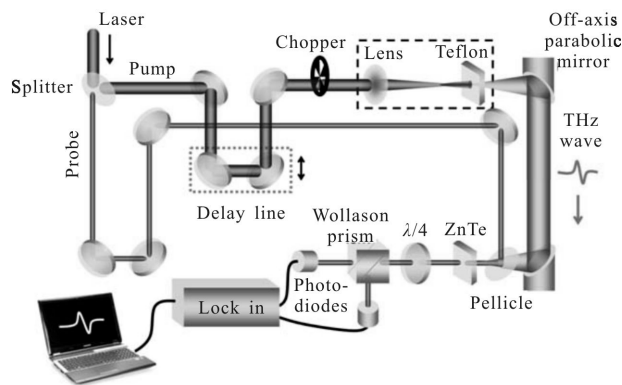 Laser
Off-axis
parabolic
mirror
Chopper
Lens
Teflon
Pump
Splitter
THz
wave
Probe
Delay line
Wollason
prism
λ/4
ZnTe
Photo-
diodes
Pellicle
Lock in